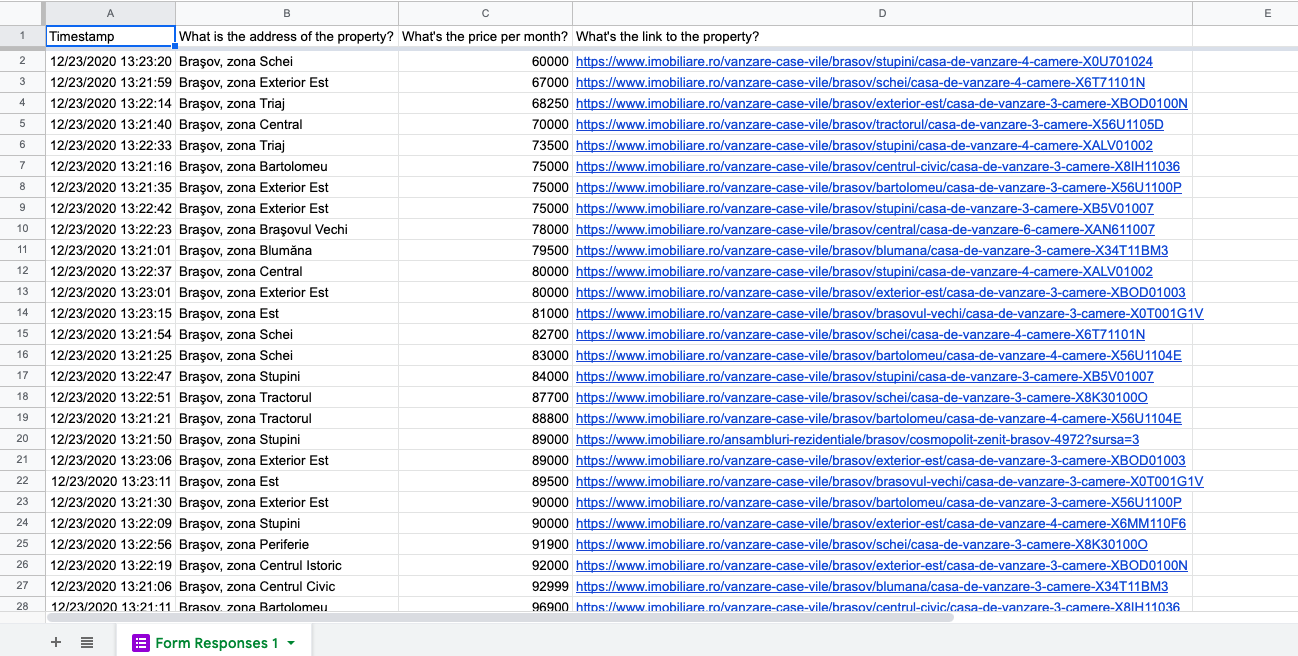 A B C D E
1 Timestamp What is the address of the property? What's the price per month? What's the link to the property?
2 12/23/2020 13:23:20 Braşov, zona Schei 60000 https://www.imobiliare.ro/vanzare-case-vile/brasov/stupini/casa-de-vanzare-4-camere-X0U701024
3 12/23/2020 13:21:59 Braşov, zona Exterior Est 67000 https://www.imobiliare.ro/vanzare-case-vile/brasov/schei/casa-de-vanzare-4-camere-X6T71101N
4 12/23/2020 13:22:14 Braşov, zona Triaj 68250 https://www.imobiliare.ro/vanzare-case-vile/brasov/exterior-est/casa-de-vanzare-3-camere-XBOD0100N
5 12/23/2020 13:21:40 Braşov, zona Central 70000 https://www.imobiliare.ro/vanzare-case-vile/brasov/tractorul/casa-de-vanzare-3-camere-X56U1105D
6 12/23/2020 13:22:33 Braşov, zona Triaj 73500 https://www.imobiliare.ro/vanzare-case-vile/brasov/stupini/casa-de-vanzare-4-camere-XALV01002
7 12/23/2020 13:21:16 Braşov, zona Bartolomeu 75000 https://www.imobiliare.ro/vanzare-case-vile/brasov/centrul-civic/casa-de-vanzare-3-camere-X8IH11036
8 12/23/2020 13:21:35 Braşov, zona Exterior Est 75000 https://www.imobiliare.ro/vanzare-case-vile/brasov/bartolomeu/casa-de-vanzare-3-camere-X56U1100P
9 12/23/2020 13:22:42 Braşov, zona Exterior Est 75000 https://www.imobiliare.ro/vanzare-case-vile/brasov/stupini/casa-de-vanzare-3-camere-XB5V01007
10 12/23/2020 13:22:23 Braşov, zona Braşovul Vechi 78000 https://www.imobiliare.ro/vanzare-case-vile/brasov/central/casa-de-vanzare-6-camere-XAN611007
11 12/23/2020 13:21:01 Braşov, zona Blumăna 79500 https://www.imobiliare.ro/vanzare-case-vile/brasov/blumana/casa-de-vanzare-3-camere-X34T11BM3
12 12/23/2020 13:22:37 Braşov, zona Central 80000 https://www.imobiliare.ro/vanzare-case-vile/brasov/stupini/casa-de-vanzare-4-camere-XALV01002
13 12/23/2020 13:23:01 Braşov, zona Exterior Est 80000 https://www.imobiliare.ro/vanzare-case-vile/brasov/exterior-est/casa-de-vanzare-3-camere-XBOD01003
14 12/23/2020 13:23:15 Braşov, zona Est 81000 https://www.imobiliare.ro/vanzare-case-vile/brasov/brasovul-vechi/casa-de-vanzare-3-camere-X0T001G1V
15 12/23/2020 13:21:54 Braşov, zona Schei 82700 https://www.imobiliare.ro/vanzare-case-vile/brasov/schei/casa-de-vanzare-4-camere-X6T71101N
16 12/23/2020 13:21:25 Braşov, zona Schei 83000 https://www.imobiliare.ro/vanzare-case-vile/brasov/bartolomeu/casa-de-vanzare-4-camere-X56U1104E
17 12/23/2020 13:22:47 Braşov, zona Stupini 84000 https://www.imobiliare.ro/vanzare-case-vile/brasov/stupini/casa-de-vanzare-3-camere-XB5V01007
18 12/23/2020 13:22:51 Braşov, zona Tractorul 87700 https://www.imobiliare.ro/vanzare-case-vile/brasov/schei/casa-de-vanzare-3-camere-X8K30100O
19 12/23/2020 13:21:21 Braşov, zona Tractorul 88800 https://www.imobiliare.ro/vanzare-case-vile/brasov/bartolomeu/casa-de-vanzare-4-camere-X56U1104E
20 12/23/2020 13:21:50 Braşov, zona Stupini 89000 https://www.imobiliare.ro/ansambluri-rezidentiale/brasov/cosmopolit-zenit-brasov-4972?sursa=3
21 12/23/2020 13:23:06 Braşov, zona Exterior Est 89000 https://www.imobiliare.ro/vanzare-case-vile/brasov/exterior-est/casa-de-vanzare-3-camere-XBOD01003
22 12/23/2020 13:23:11 Braşov, zona Est 89500 https://www.imobiliare.ro/vanzare-case-vile/brasov/brasovul-vechi/casa-de-vanzare-3-camere-X0T001G1V
23 12/23/2020 13:21:30 Braşov, zona Exterior Est 90000 https://www.imobiliare.ro/vanzare-case-vile/brasov/bartolomeu/casa-de-vanzare-3-camere-X56U1100P
24 12/23/2020 13:22:09 Braşov, zona Stupini 90000 https://www.imobiliare.ro/vanzare-case-vile/brasov/exterior-est/casa-de-vanzare-4-camere-X6MM110F6
25 12/23/2020 13:22:56 Braşov, zona Periferie 91900 https://www.imobiliare.ro/vanzare-case-vile/brasov/schei/casa-de-vanzare-3-camere-X8K30100O
26 12/23/2020 13:22:19 Braşov, zona Centrul Istoric 92000 https://www.imobiliare.ro/vanzare-case-vile/brasov/exterior-est/casa-de-vanzare-3-camere-XBOD0100N
27 12/23/2020 13:21:06 Braşov, zona Centrul Civic 92999 https://www.imobiliare.ro/vanzare-case-vile/brasov/blumana/casa-de-vanzare-3-camere-X34T11BM3
28 12/23/2020 13:21:11 Braşov, zona Bartolomeu 96900 https://www.imobiliare.ro/vanzare-case-vile/brasov/centrul-civic/casa-de-vanzare-3-camere-X8IH11036
Form Responses 1